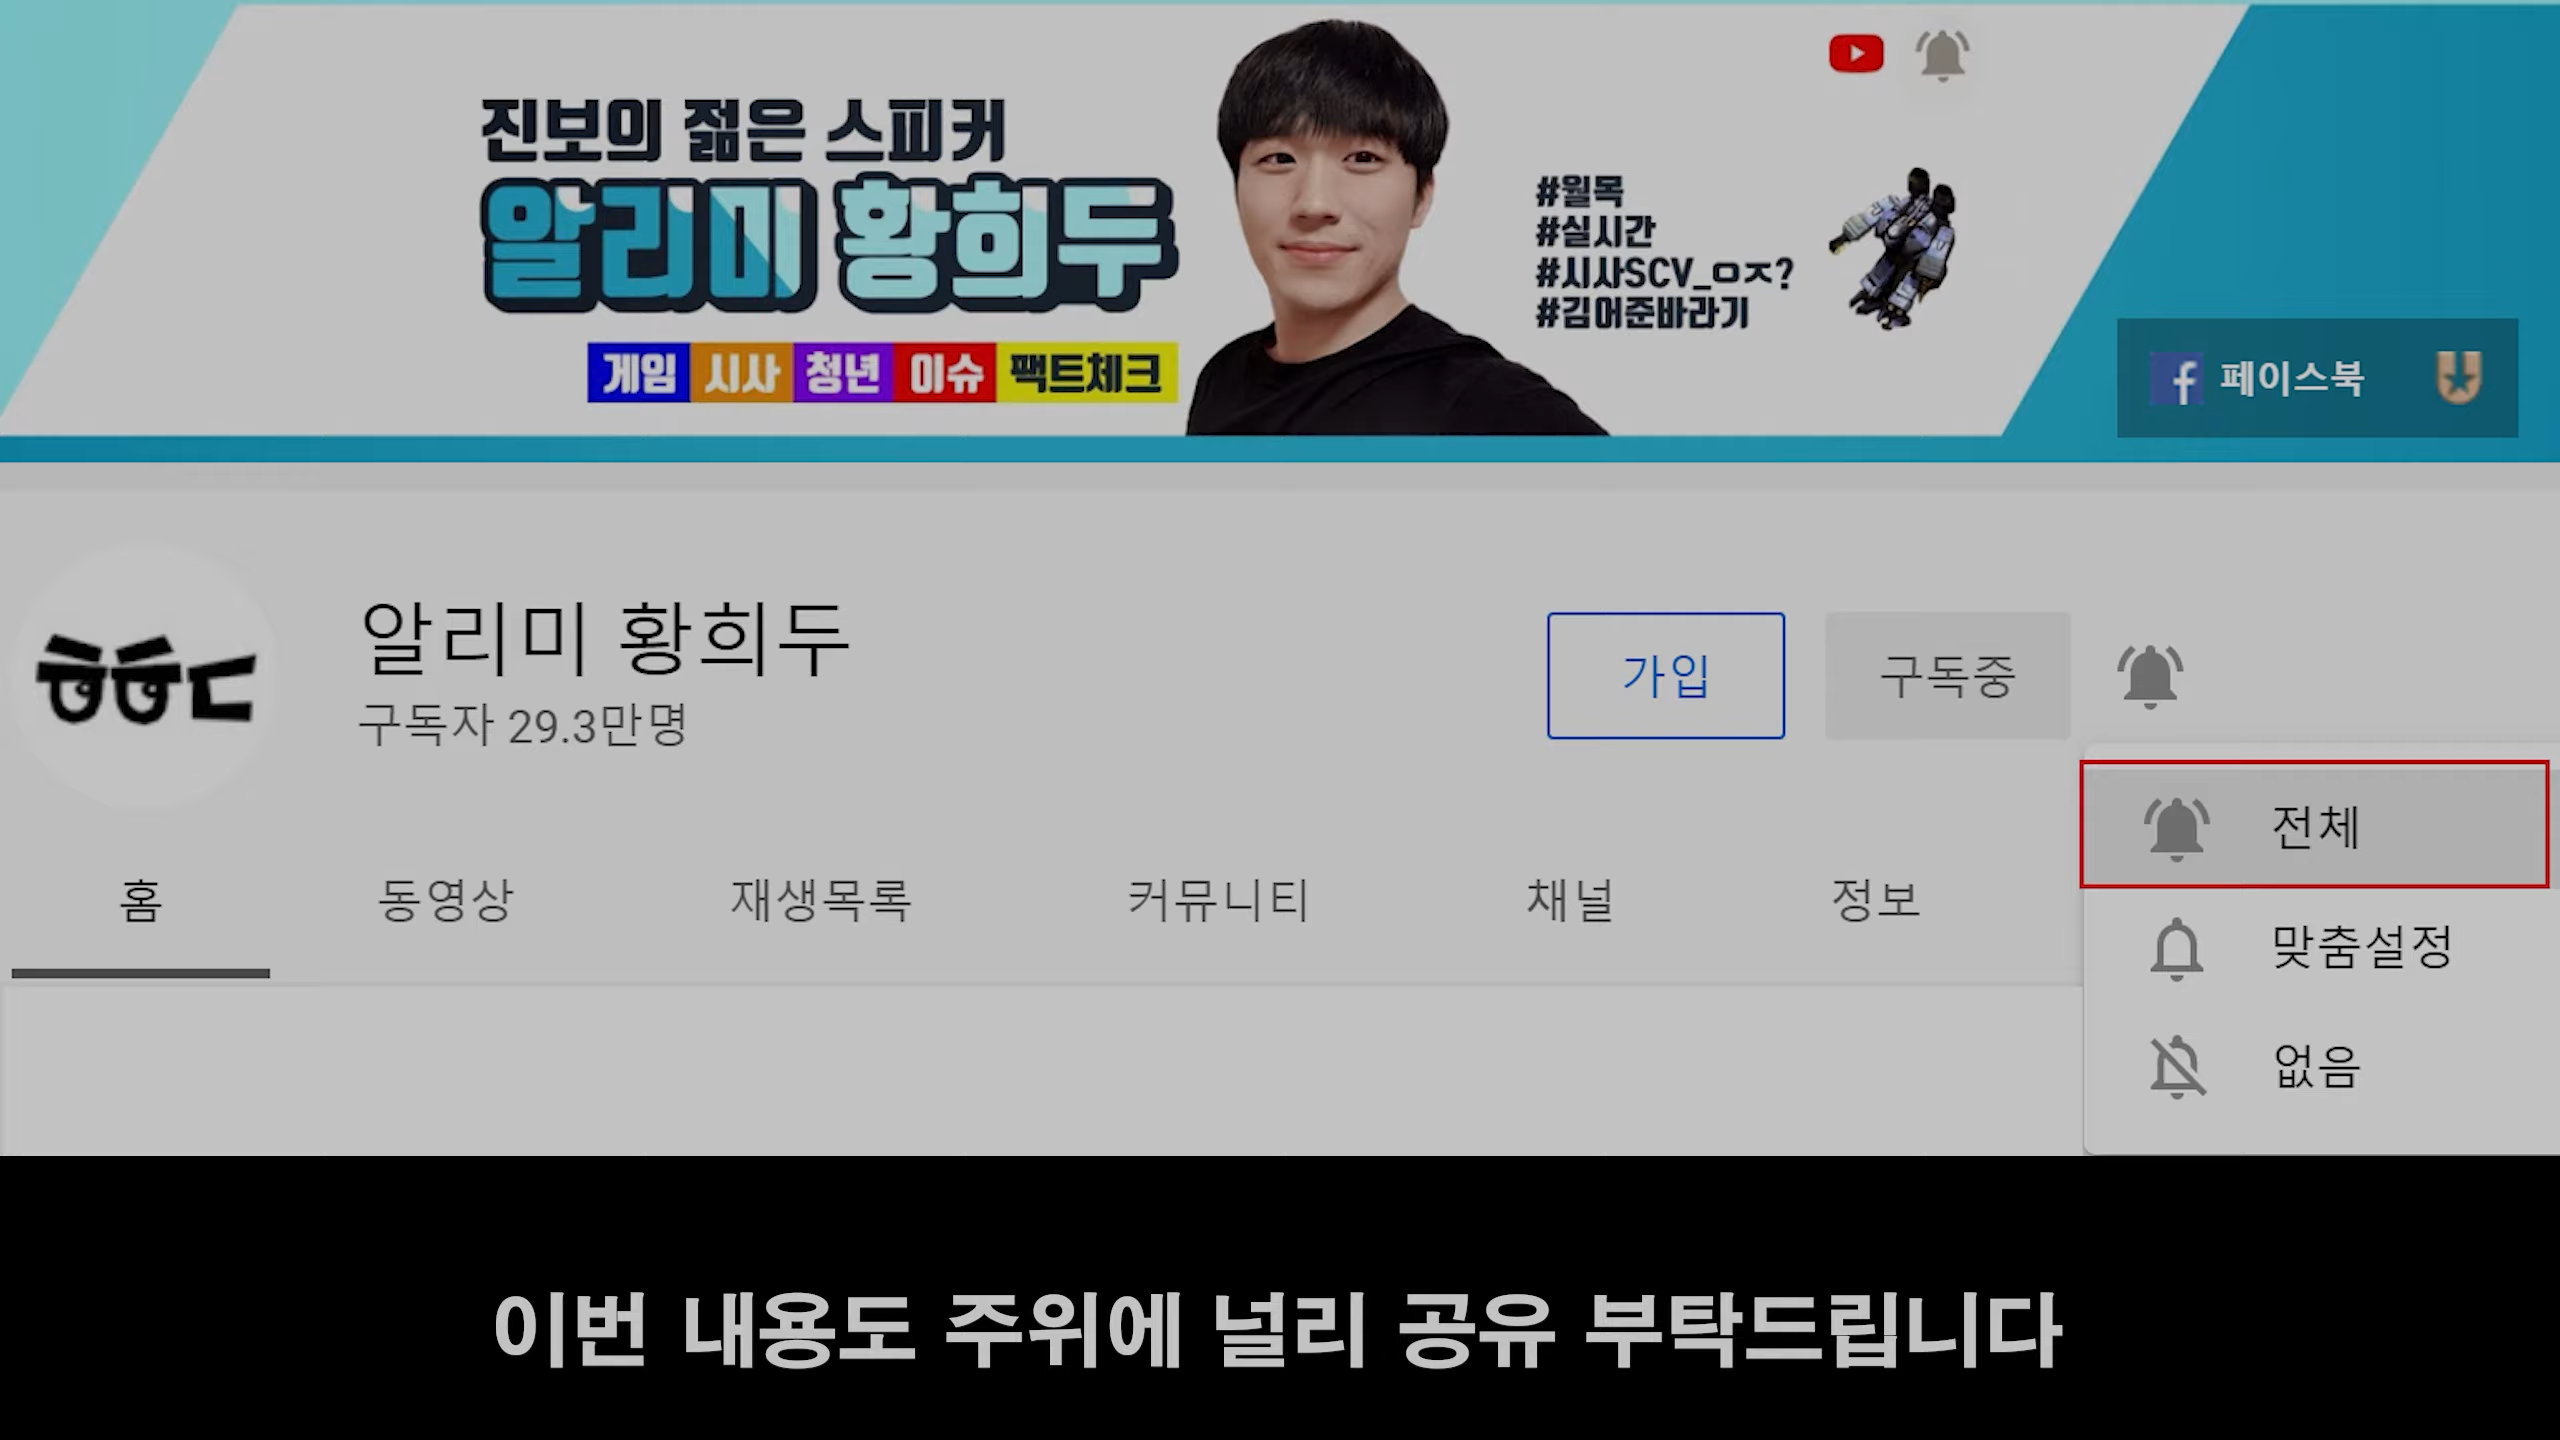 진보의 젊은 스피커
알리미 황희두
게임 시사 청년 이슈 팩트체크
#월목
#실시간
#시사SCV_ㅁㅈ?
#김어준바라기
페이스북
ㅎㅎㄷ
알리미 황희두
구독자 29.3만명
가입
구독중
홈
동영상
재생목록
커뮤니티
채널
정보
전체
맞춤설정
없음
이번 내용도 주위에 널리 공유 부탁드립니다